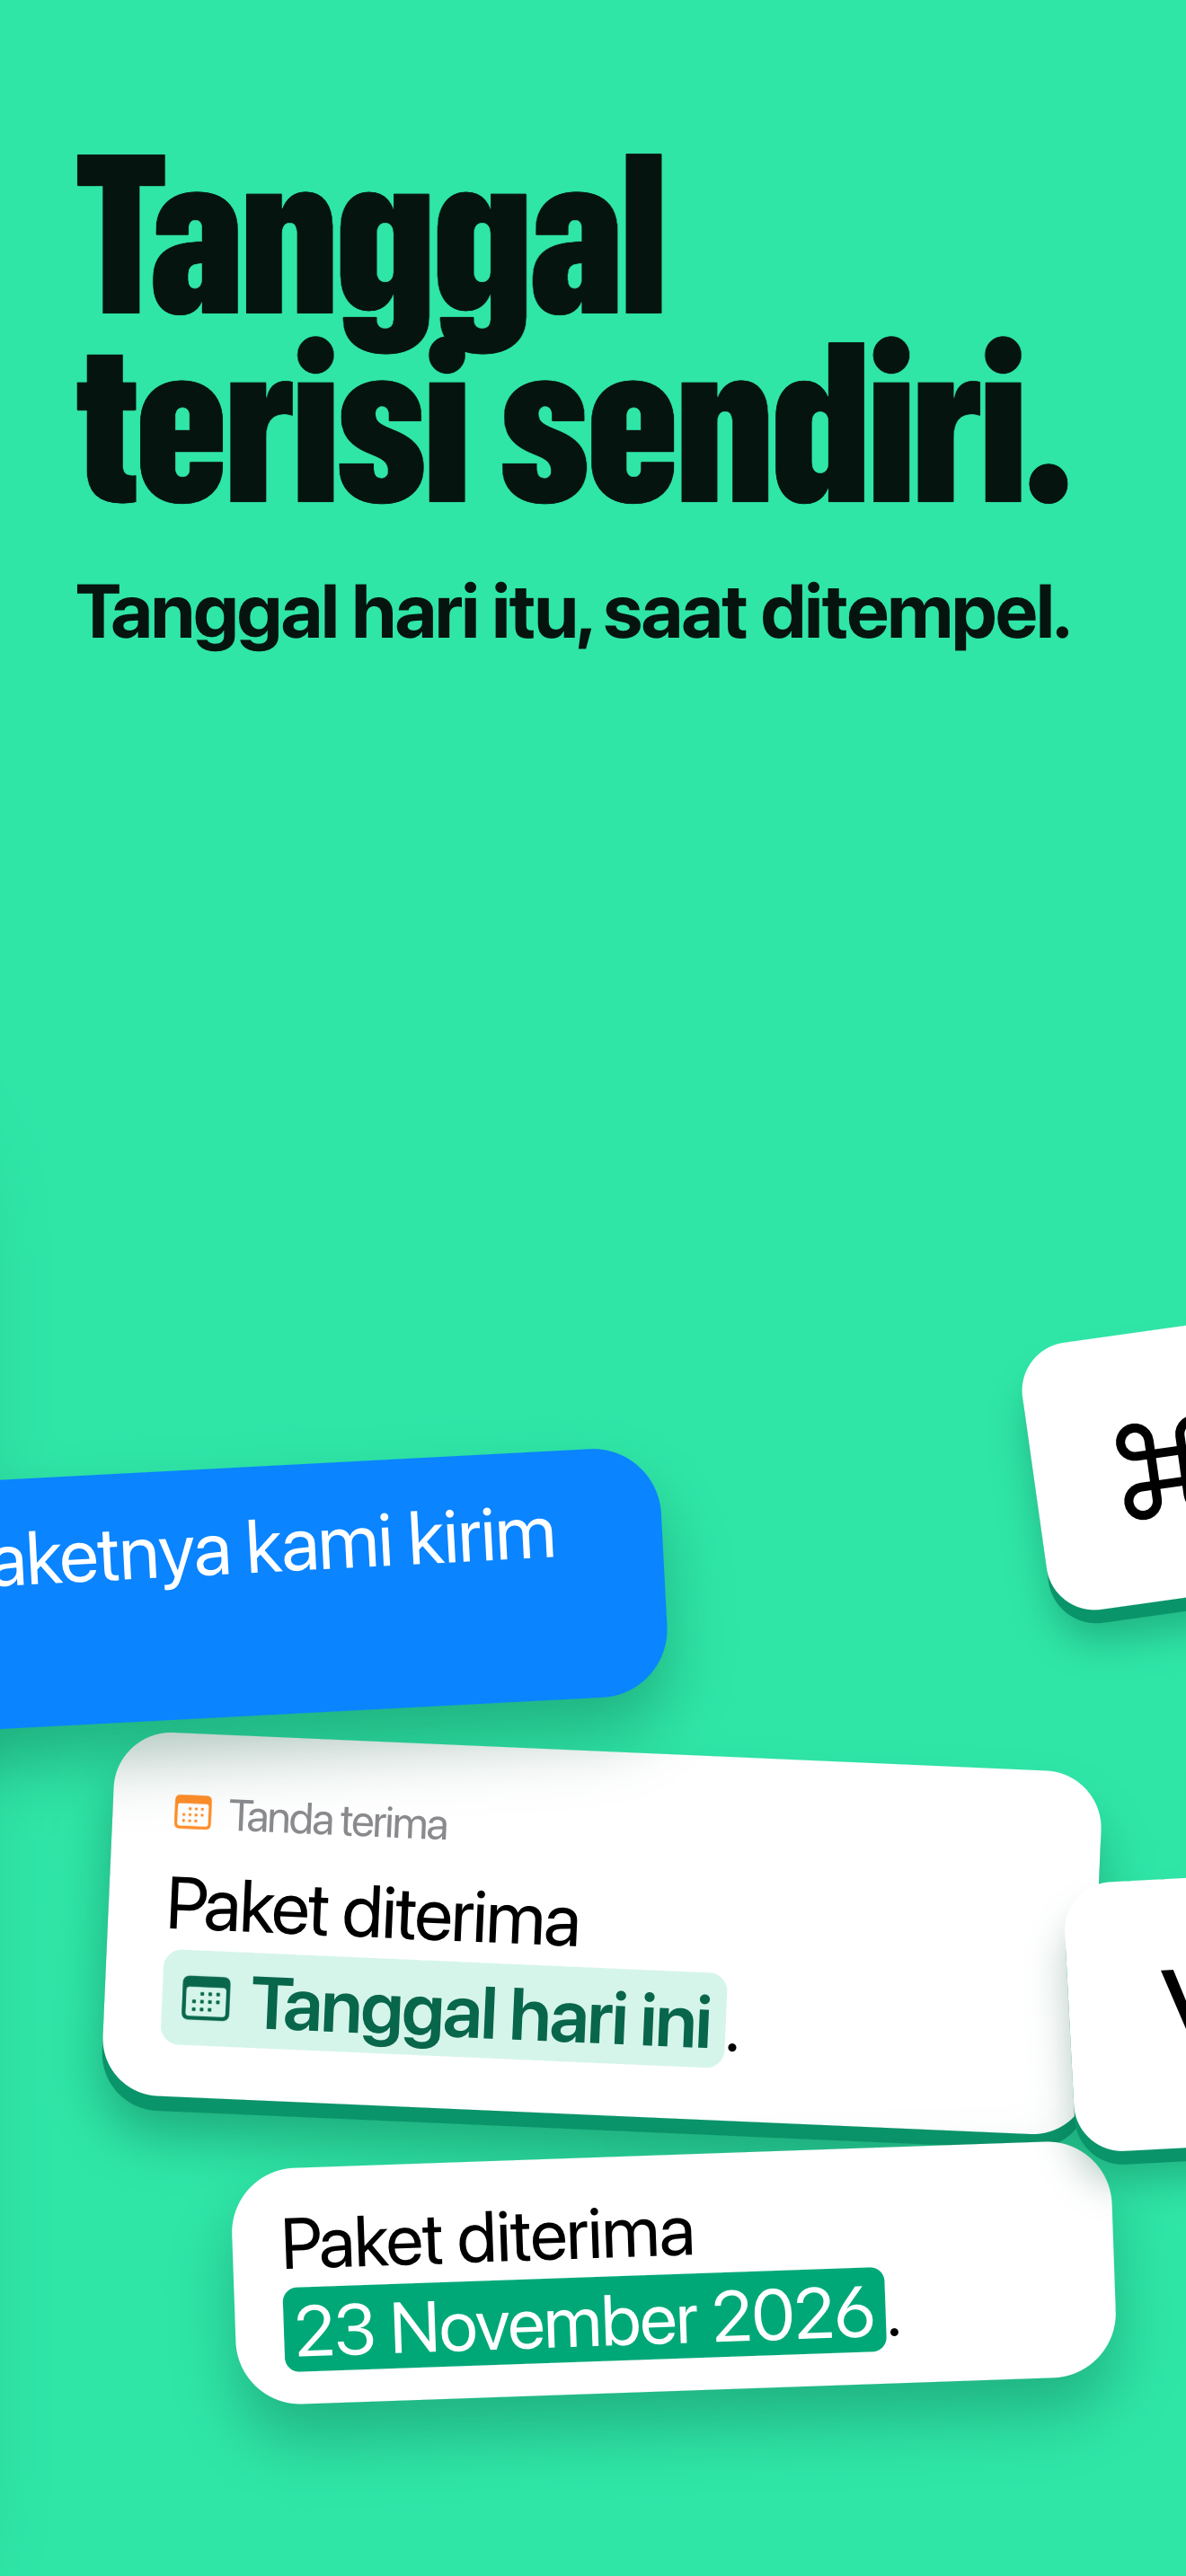 Tanggal
terisi sendiri.
Tanggal hari itu, saat ditempel.
⌘
aketnya kami kirim
Tanda terima
Paket diterima
Tanggal hari ini.
Paket diterima
23 November 2026.